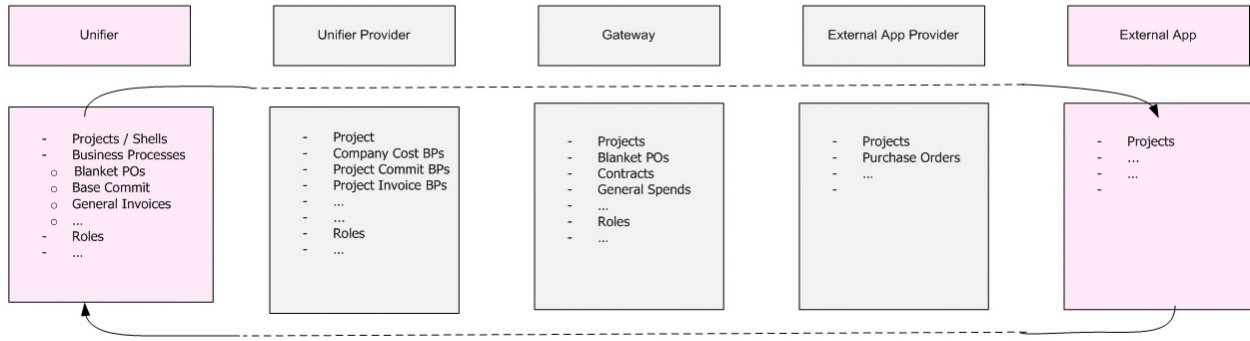 Unifier
Unifier Provider
Gateway
External App Provider
External App
- Projects / Shells
- Business Processes
o Blanket POs
o Base Commit
o General Invoices
o ...
- Roles
- ...
- Project
- Company Cost BPs
- Project Commit BPs
- Project Invoice BPs
- ...
- ...
- Roles
- ...
- Projects
- Blanket POs
- Contracts
- General Spends
- ...
- Roles
- ...
- Projects
- Purchase Orders
- ...
-
- Projects
- ...
- ...
-